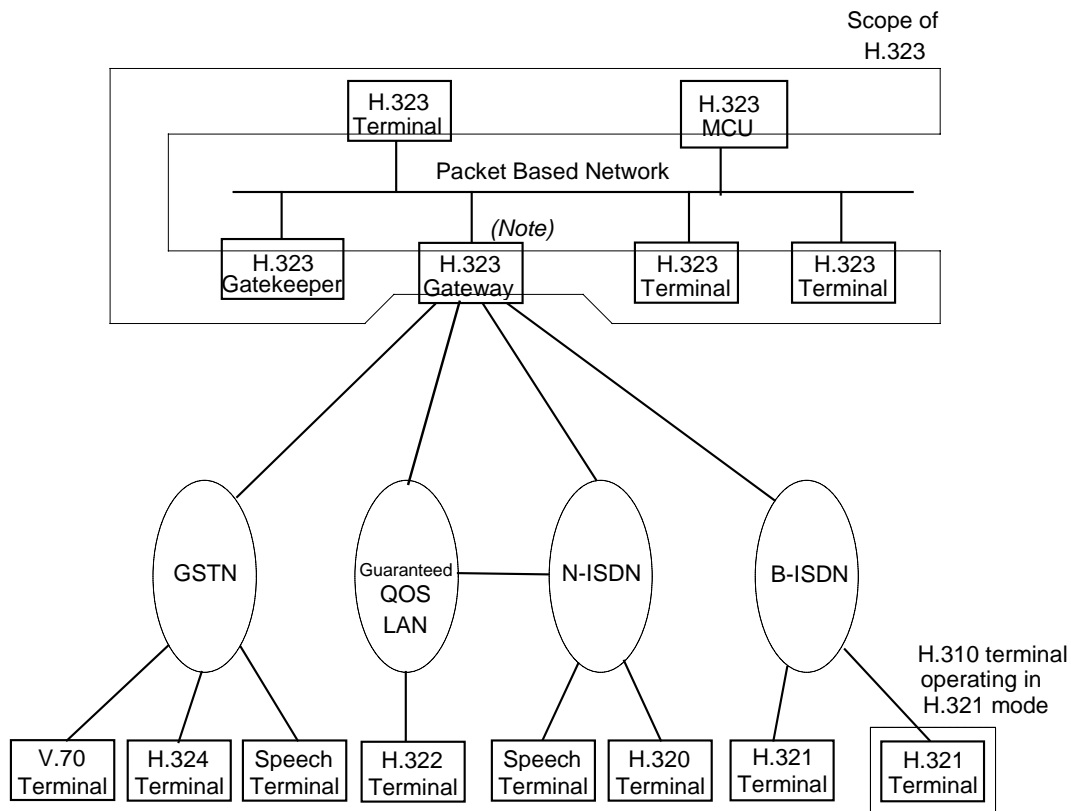 Scope of
H.323
H.323
Terminal
H.323
MCU
Packet Based Network
(Note)
H.323
Gatekeeper
H.323
Gateway
H.323
Terminal
H.323
Terminal
GSTN
Guaranteed
QOS
LAN
N-ISDN
B-ISDN
H.310 terminal
operating in
H.321 mode
V.70
Terminal
H.324
Terminal
Speech
Terminal
H.322
Terminal
Speech
Terminal
H.320
Terminal
H.321
Terminal
H.321
Terminal